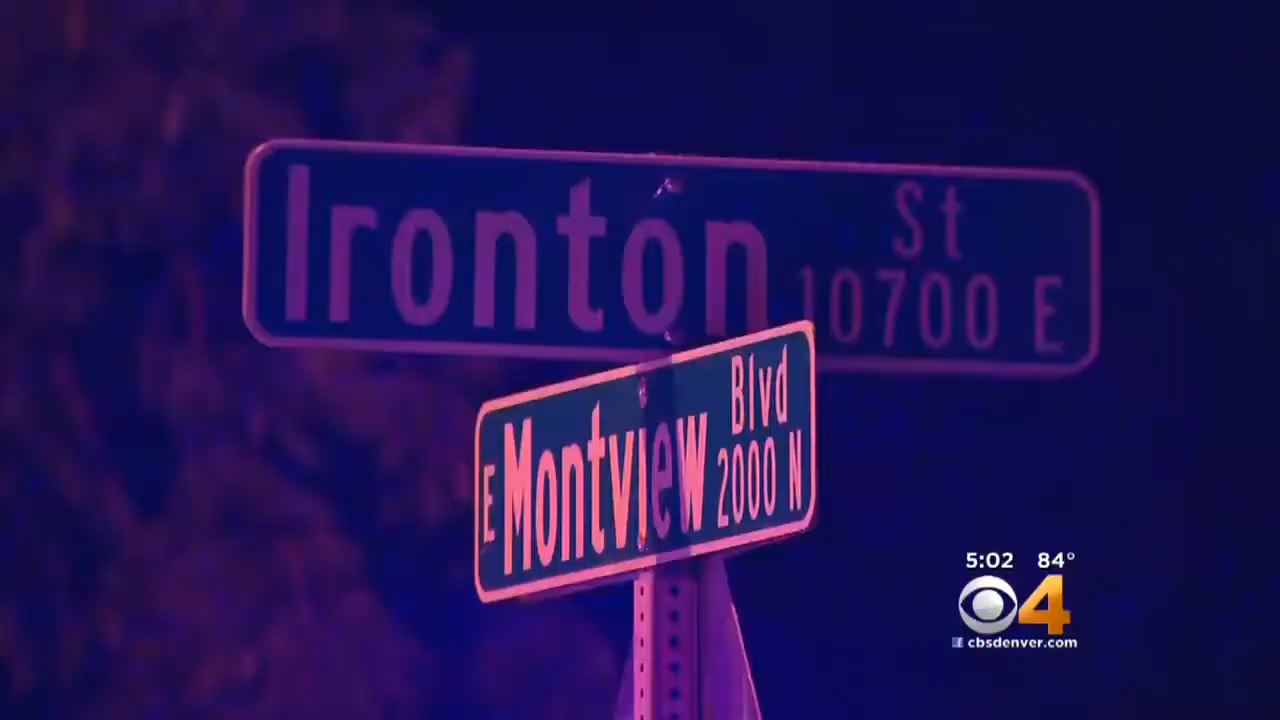 Ironton St
10700 E
E Montview Blvd
2000 N
5:02 84°
4
f cbsdenver.com